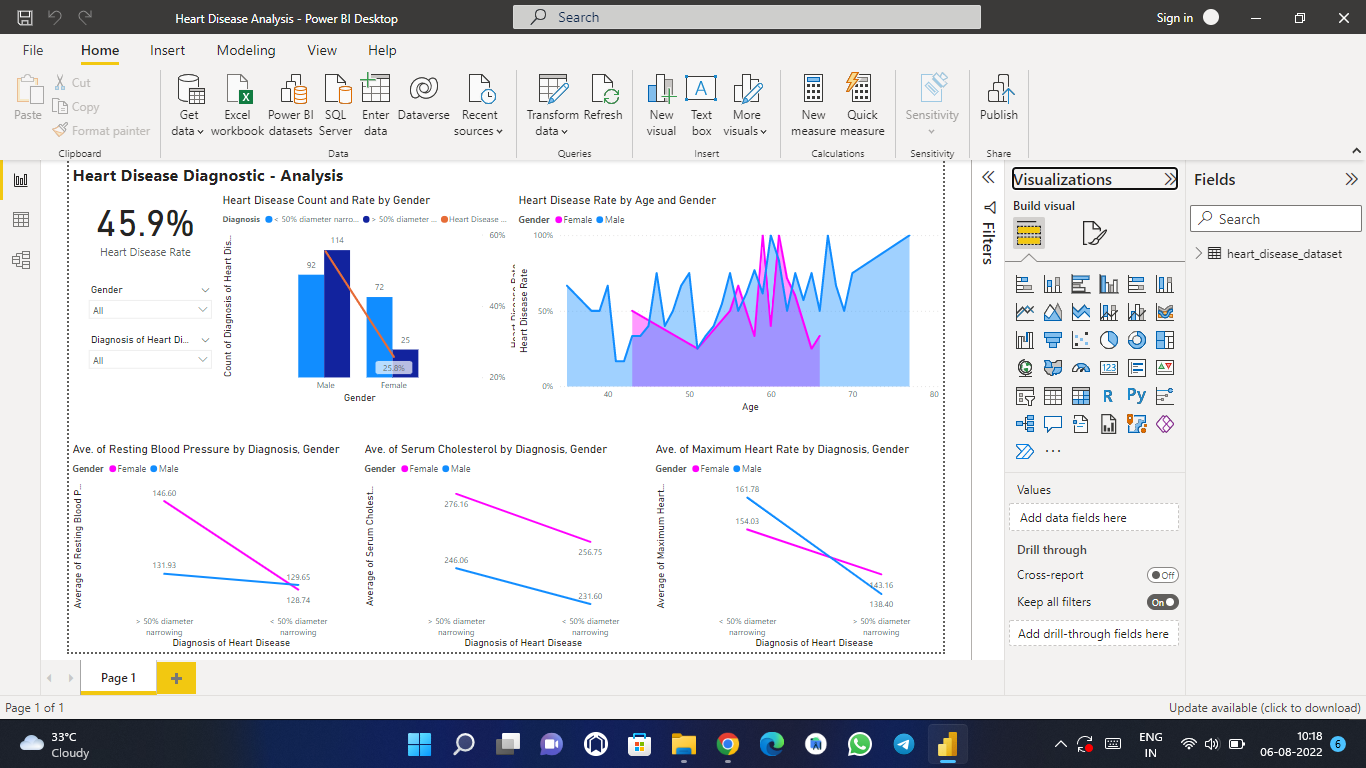 Heart Disease Analysis - Power BI Desktop
Search
Sign in
File Home Insert Modeling View Help
Paste
Cut
Copy
Format painter
Clipboard
Get data
Excel workbook
Power BI datasets
SQL Server
Enter data
Dataverse
Recent sources
Data
Transform data
Refresh
Queries
New visual
Text box
More visuals
Insert
New measure
Quick measure
Calculations
Sensitivity
Sensitivity
Publish
Share
Heart Disease Diagnostic - Analysis
45.9%
Heart Disease Rate
Gender
All
Diagnosis of Heart Di...
All
Heart Disease Count and Rate by Gender
Diagnosis < 50% diameter narro... > 50% diameter ... Heart Disease ...
Count of Diagnosis of Heart Dis...
92
114
72
25
25.8%
Male Female
Gender
60%
40%
20%
Heart Disease Rate
Heart Disease Rate by Age and Gender
Gender Female Male
Heart Disease Rate
100%
50%
0%
40 50 60 70 80
Age
Ave. of Resting Blood Pressure by Diagnosis, Gender
Gender Female Male
Average of Resting Blood P...
146.60
131.93
129.65
128.74
> 50% diameter narrowing
< 50% diameter narrowing
Diagnosis of Heart Disease
Ave. of Serum Cholesterol by Diagnosis, Gender
Gender Female Male
Average of Serum Cholest...
276.16
256.75
246.06
231.60
> 50% diameter narrowing
< 50% diameter narrowing
Diagnosis of Heart Disease
Ave. of Maximum Heart Rate by Diagnosis, Gender
Gender Female Male
Average of Maximum Heart...
161.78
154.03
143.16
138.40
< 50% diameter narrowing
> 50% diameter narrowing
Diagnosis of Heart Disease
Filters
Visualizations
Build visual
123
R
Py
Values
Add data fields here
Drill through
Cross-report
Off
Keep all filters
On
Add drill-through fields here
Fields
Search
heart_disease_dataset
Page 1
Page 1 of 1
Update available (click to download)
33°C
Cloudy
ENG
IN
10:18
06-08-2022
6